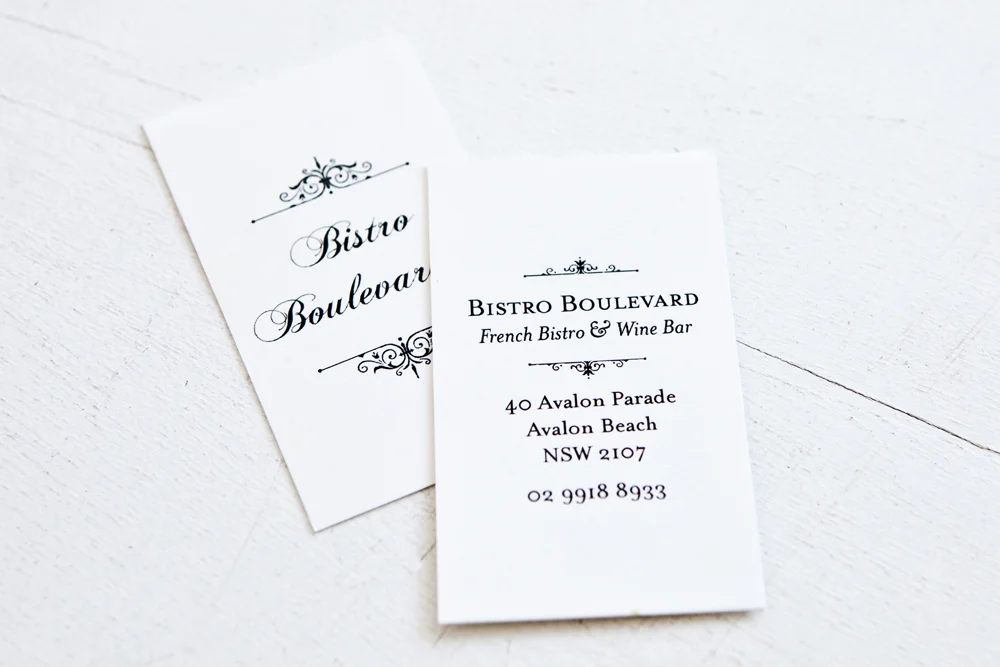 Bistro
Boulevar
BISTRO BOULEVARD
French Bistro & Wine Bar
40 Avalon Parade
Avalon Beach
NSW 2107
02 9918 8933